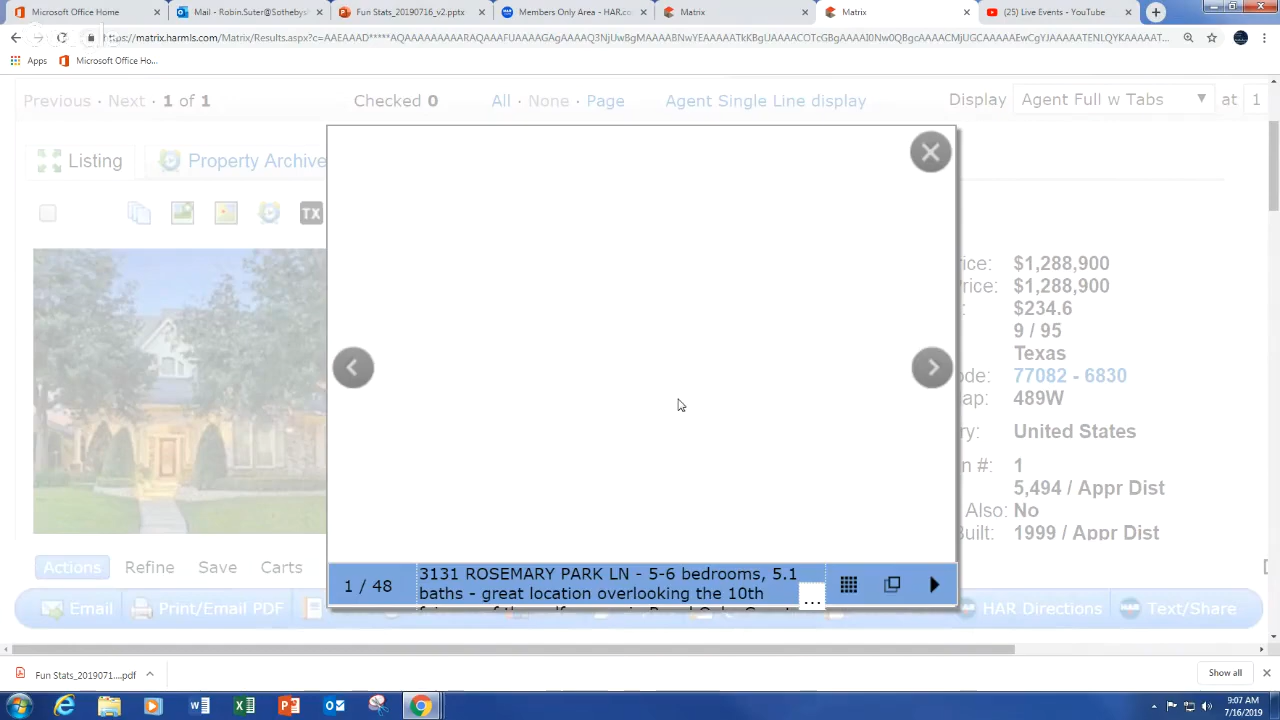 Microsoft Office Home
Mail - Robin.Suter@Sothebysh
Fun Stats_20190716_v2.pptx
Members Only Area - HAR.co
Matrix
Matrix
(25) Live Events - YouTube
Apps
Microsoft Office Ho...
Previous · Next · 1 of 1
Checked 0
All · None · Page
Agent Single Line display
Display
Agent Full w Tabs
at
1
Listing
Property Archive
TX
$1,288,900
$1,288,900
$234.6
9 / 95
Texas
77082 - 6830
489W
United States
1
5,494 / Appr Dist
Also: No
1999 / Appr Dist
1 / 48
3131 ROSEMARY PARK LN - 5-6 bedrooms, 5.1
baths - great location overlooking the 10th
...
Actions
Refine
Save
Carts
Email
Print/Email PDF
HAR Directions
Text/Share
Fun Stats_2019071....pdf
Show all
9:07 AM
7/16/2019